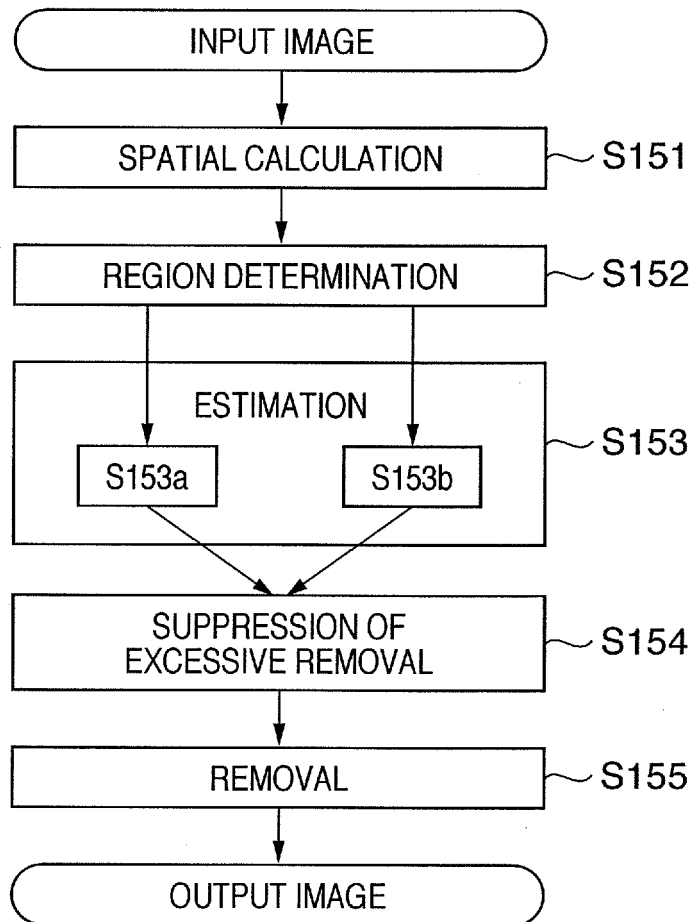 INPUT IMAGE
SPATIAL CALCULATION
S151
REGION DETERMINATION
S152
ESTIMATION
S153
S153a
S153b
SUPPRESSION OF
EXCESSIVE REMOVAL
S154
REMOVAL
S155
OUTPUT IMAGE